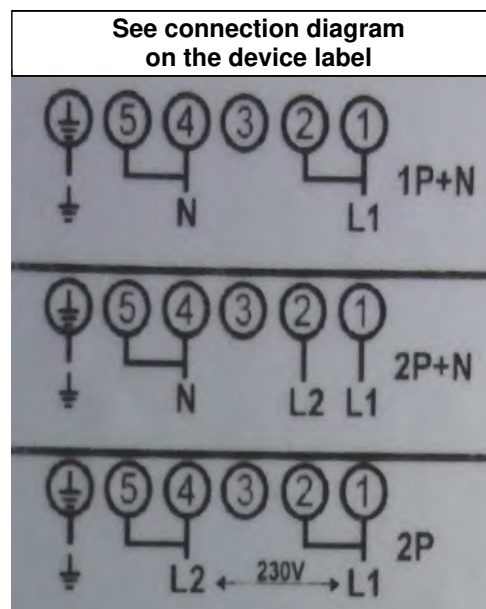 See connection diagram
on the device label
5 4 3 2 1
1P+N
N L1
5 4 3 2 1
2P+N
N L2 L1
5 4 3 2 1
2P
L2 230V L1